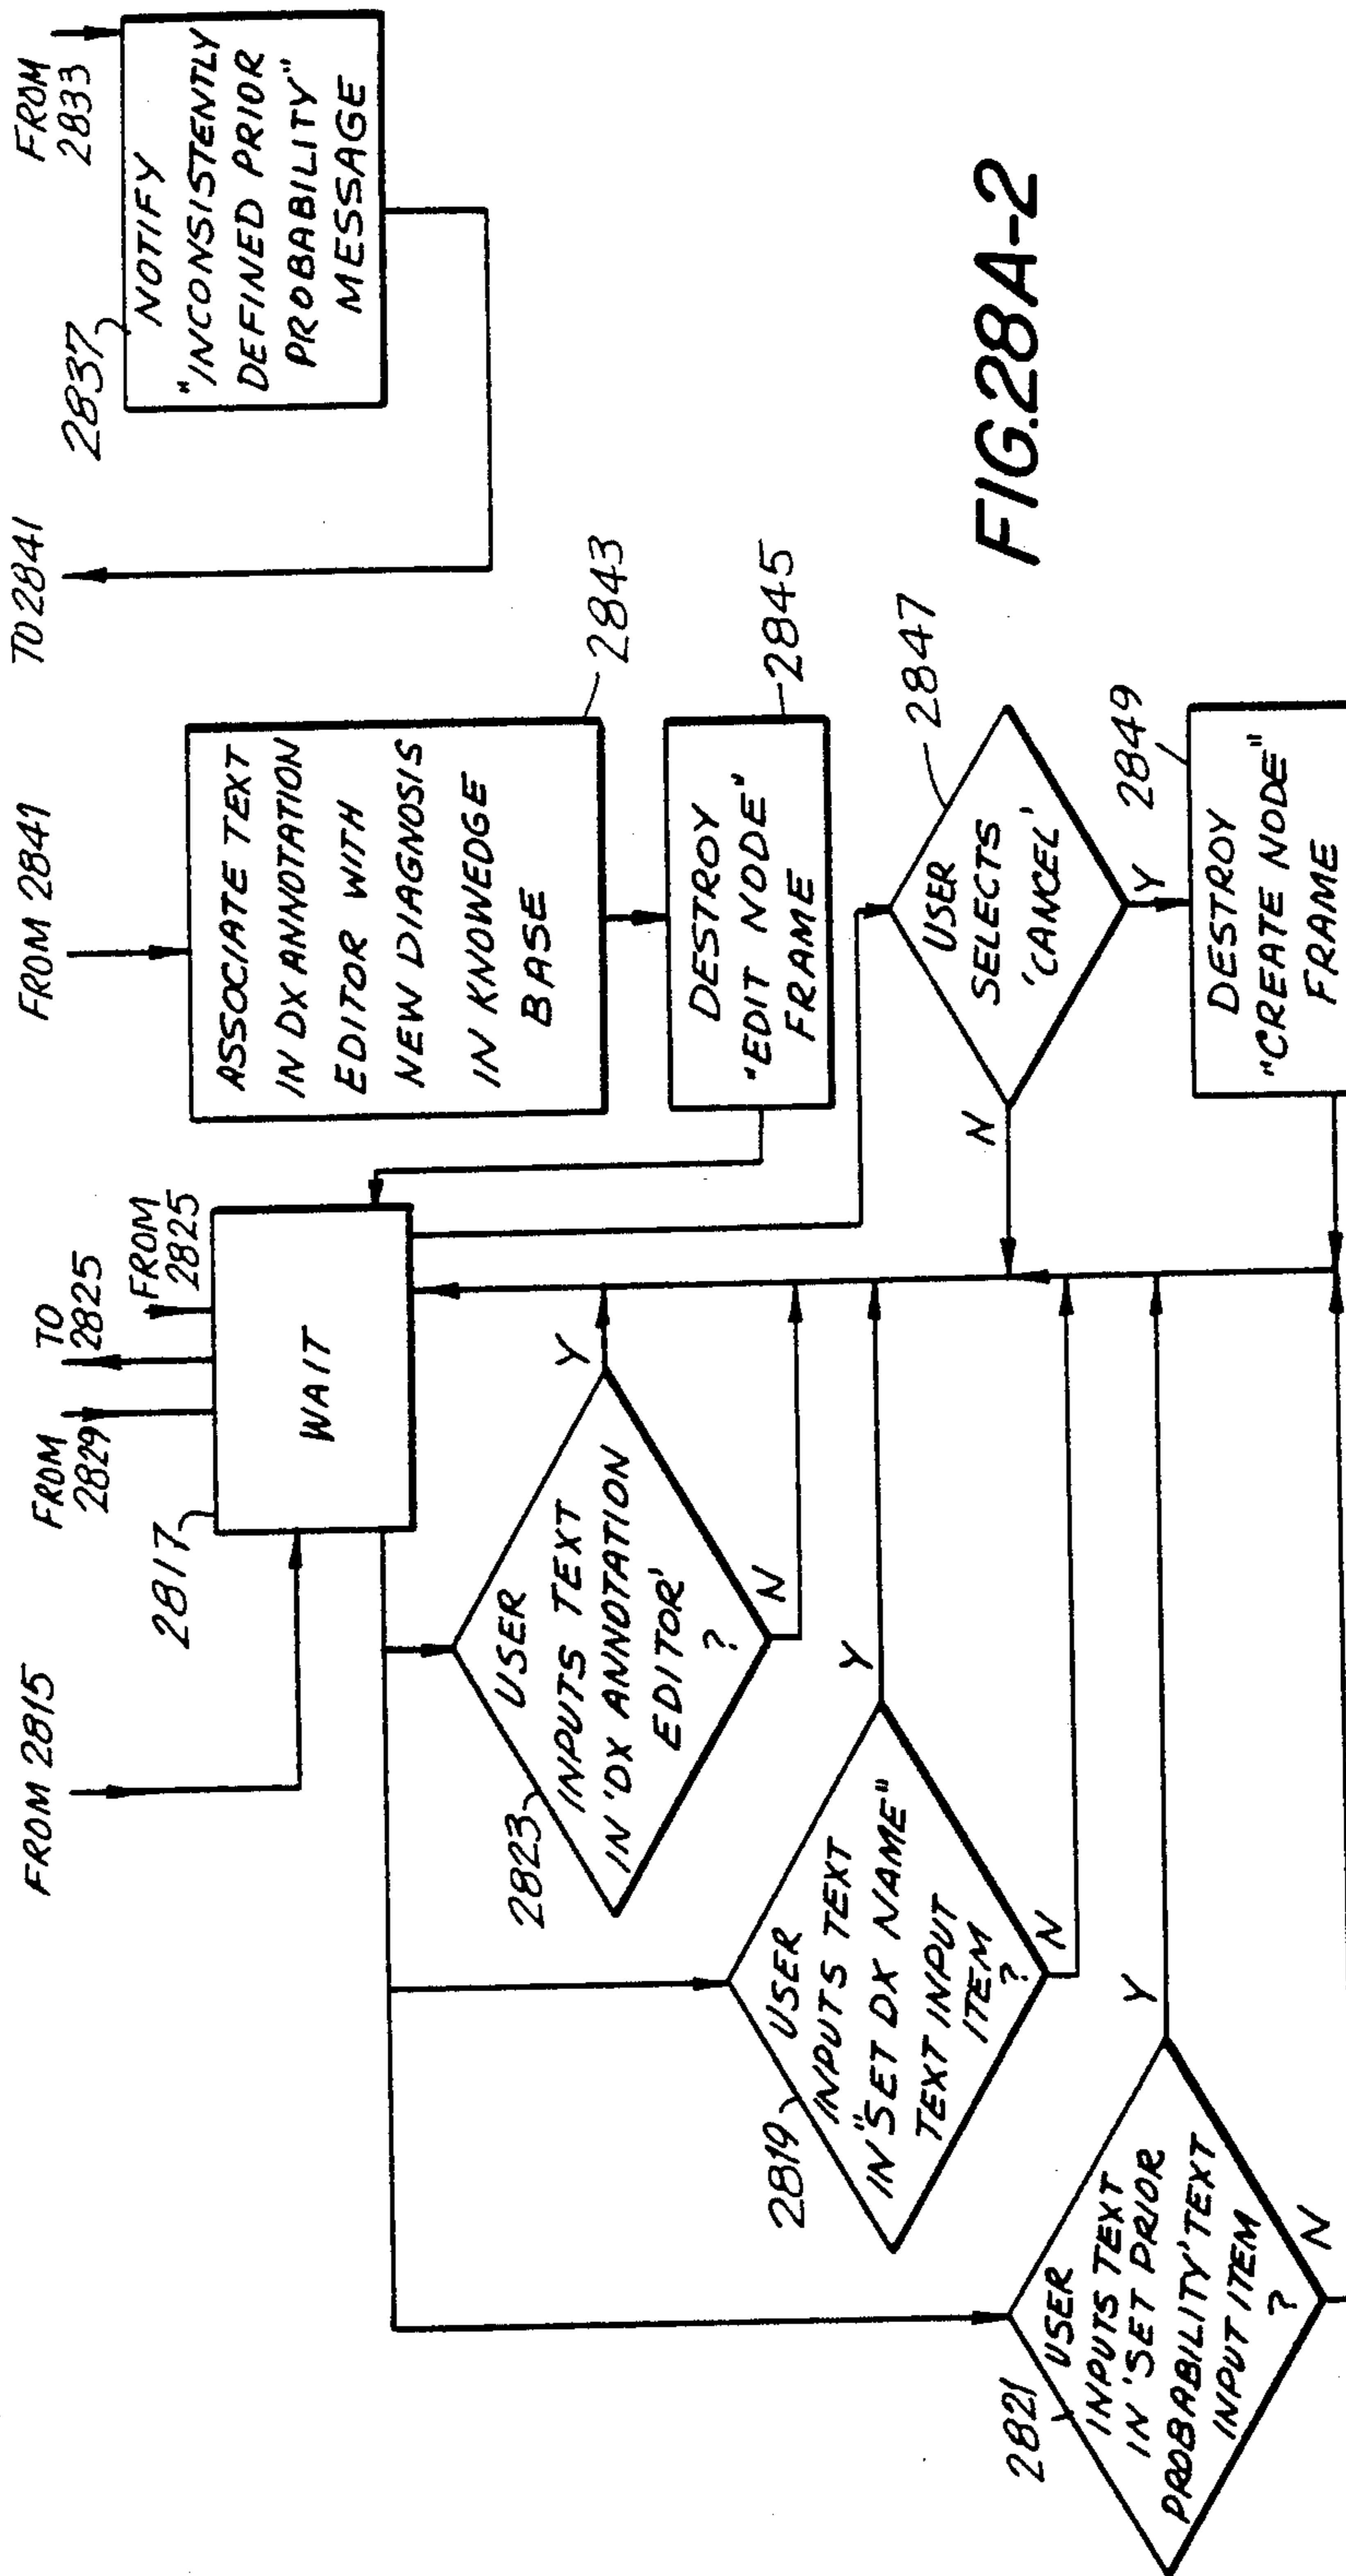 FROM 2815
FROM
2829
TO
2825
FROM
2825
2817
WAIT
FROM 2841
ASSOCIATE TEXT
IN DX ANNOTATION
EDITOR WITH
NEW DIAGNOSIS
IN KNOWEDGE
BASE
2843
TO 2841
FROM
2833
2837
NOTIFY
"INCONSISTENTLY
DEFINED PRIOR
PROBABILITY"
MESSAGE
DESTROY
"EDIT NODE"
FRAME
2845
2823
USER
INPUTS TEXT
IN 'DX ANNOTATION
EDITOR'
?
Y
N
2819
USER
INPUTS TEXT
IN "SET DX NAME"
TEXT INPUT
ITEM
?
Y
N
2821
USER
INPUTS TEXT
IN 'SET PRIOR
PROBABILITY' TEXT
INPUT ITEM
?
Y
N
2847
USER
SELECTS
'CANCEL'
N
Y
2849
DESTROY
"CREATE NODE"
FRAME
FIG.28A-2